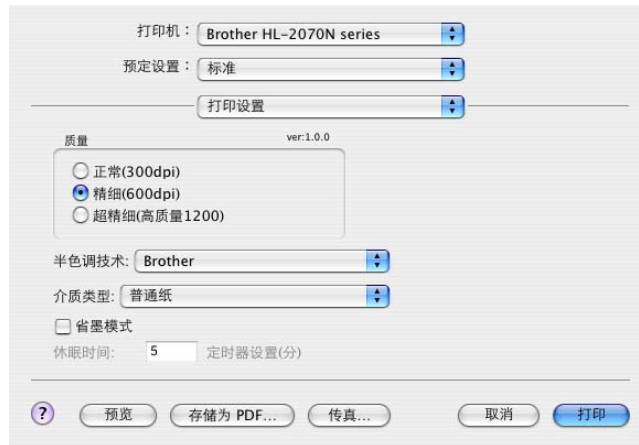 打印机： Brother HL-2070N series
预定设置： 标准
打印设置
质量 ver:1.0.0
正常(300dpi)
精细(600dpi)
超精细(高质量1200)
半色调技术: Brother
介质类型: 普通纸
省墨模式
休眠时间: 5 定时器设置(分)
? 预览 存储为 PDF... 传真... 取消 打印